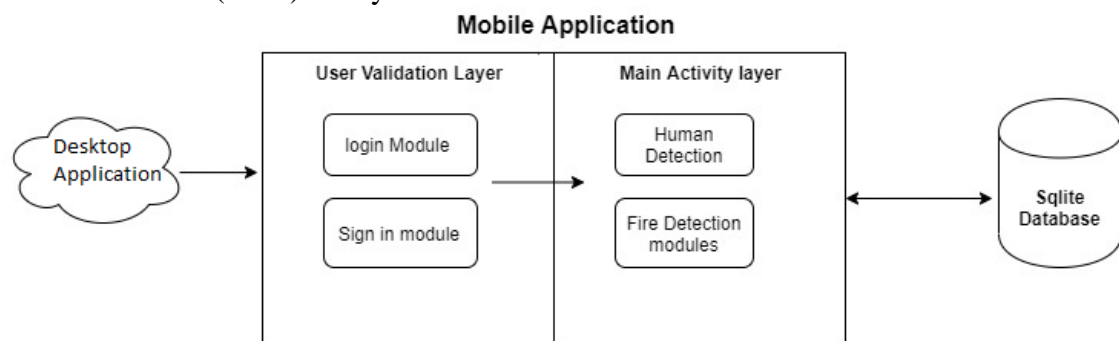 Mobile Application
User Validation Layer
Main Activity layer
login Module
Sign in module
Human
Detection
Fire Detection
modules
Desktop
Application
Sqlite
Database